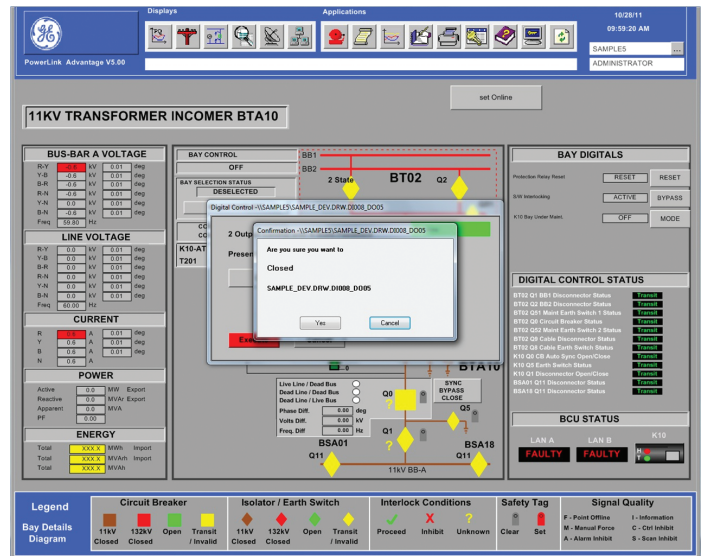 Displays
Applications
10/28/11
09:59:20 AM
SAMPLE5 ...
PowerLink Advantage V5.00
ADMINISTRATOR
set Online
11KV TRANSFORMER INCOMER BTA10
BUS-BAR A VOLTAGE
R-Y -0.6 kV 0.01 deg
Y-B -0.6 kV 0.01 deg
B-R -0.6 kV 0.01 deg
R-N -0.6 kV 0.01 deg
Y-N 0.0 kV 0.01 deg
B-N -0.6 kV 0.01 deg
Freq 59.80 Hz
LINE VOLTAGE
R-Y 0.0 kV 0.01 deg
Y-B 0.0 kV 0.01 deg
B-R 0.0 kV 0.01 deg
R-N 0.0 kV 0.01 deg
Y-N 0.0 kV 0.01 deg
B-N 0.0 kV 0.01 deg
Freq 60.00 Hz
CURRENT
R A 0.01 deg
Y 0.6 A 0.01 deg
B 0.6 A 0.01 deg
N 0.6 A
POWER
Active 0.0 MW Export
Reactive 0.0 MVAr Export
Apparent 0.0 MVA
PF 0.00
ENERGY
Total XXX.X MWh Import
Total XXX.X MVArh Import
Total XXX.X MVAh
BAY CONTROL
OFF
BAY SELECTION STATUS
DESELECTED
BB1
BB2
2 State
BT02
Q2
Digital Control -\\SAMPLE5\SAMPLE_DEV.DRW.DI008_DO05
2 Outp
Presen
K10-AT
T201
Confirmation -\\SAMPLE5\SAMPLE_DEV.DRW.DI008_DO05
Are you sure you want to
Closed
SAMPLE_DEV.DRW.DI008_DO05
Yes
Cancel
BTA10
Live Line / Dead Bus
Dead Line / Dead Bus
Dead Line / Live Bus
Phase Diff. 0.00 deg
Volts Diff. 0.00 kV
Freq. Diff 0.00 Hz
Q0
?
SYNC
BYPASS
CLOSE
Q5
Q1
?
BSA01
Q11
BSA18
Q11
11kV BB-A
BAY DIGITALS
Protection Relay Reset RESET RESET
S/W Interlocking ACTIVE BYPASS
K10 Bay Under Maint. OFF MODE
DIGITAL CONTROL STATUS
BT02 Q1 BB1 Disconnector Status Transit
BT02 Q2 BB2 Disconnector Status Transit
BT02 Q51 Maint Earth Switch 1 Status Transit
BT02 Q0 Circuit Breaker Status Transit
BT02 Q52 Maint Earth Switch 2 Status Transit
BT02 Q9 Cable Disconnector Status Transit
BT02 Q8 Cable Earth Switch Status Transit
K10 Q0 CB Auto Sync Open/Close Transit
K10 Q5 Earth Switch Status Transit
K10 Q1 Disconnector Open/Close Transit
BSA01 Q11 Disconnector Status Transit
BSA18 Q11 Disconnector Status Transit
BCU STATUS
LAN A LAN B K10
FAULTY FAULTY
Legend
Bay Details
Diagram
Circuit Breaker
11kV Closed
132kV Closed
Open
Transit / Invalid
Isolator / Earth Switch
11kV Closed
132kV Closed
Open
Transit / Invalid
Interlock Conditions
X
?
Proceed Inhibit Unknown
Safety Tag
Clear Set
Signal Quality
F - Point Offline I - Information
M - Manual Force C - Ctrl Inhibit
A - Alarm Inhibit S - Scan Inhibit